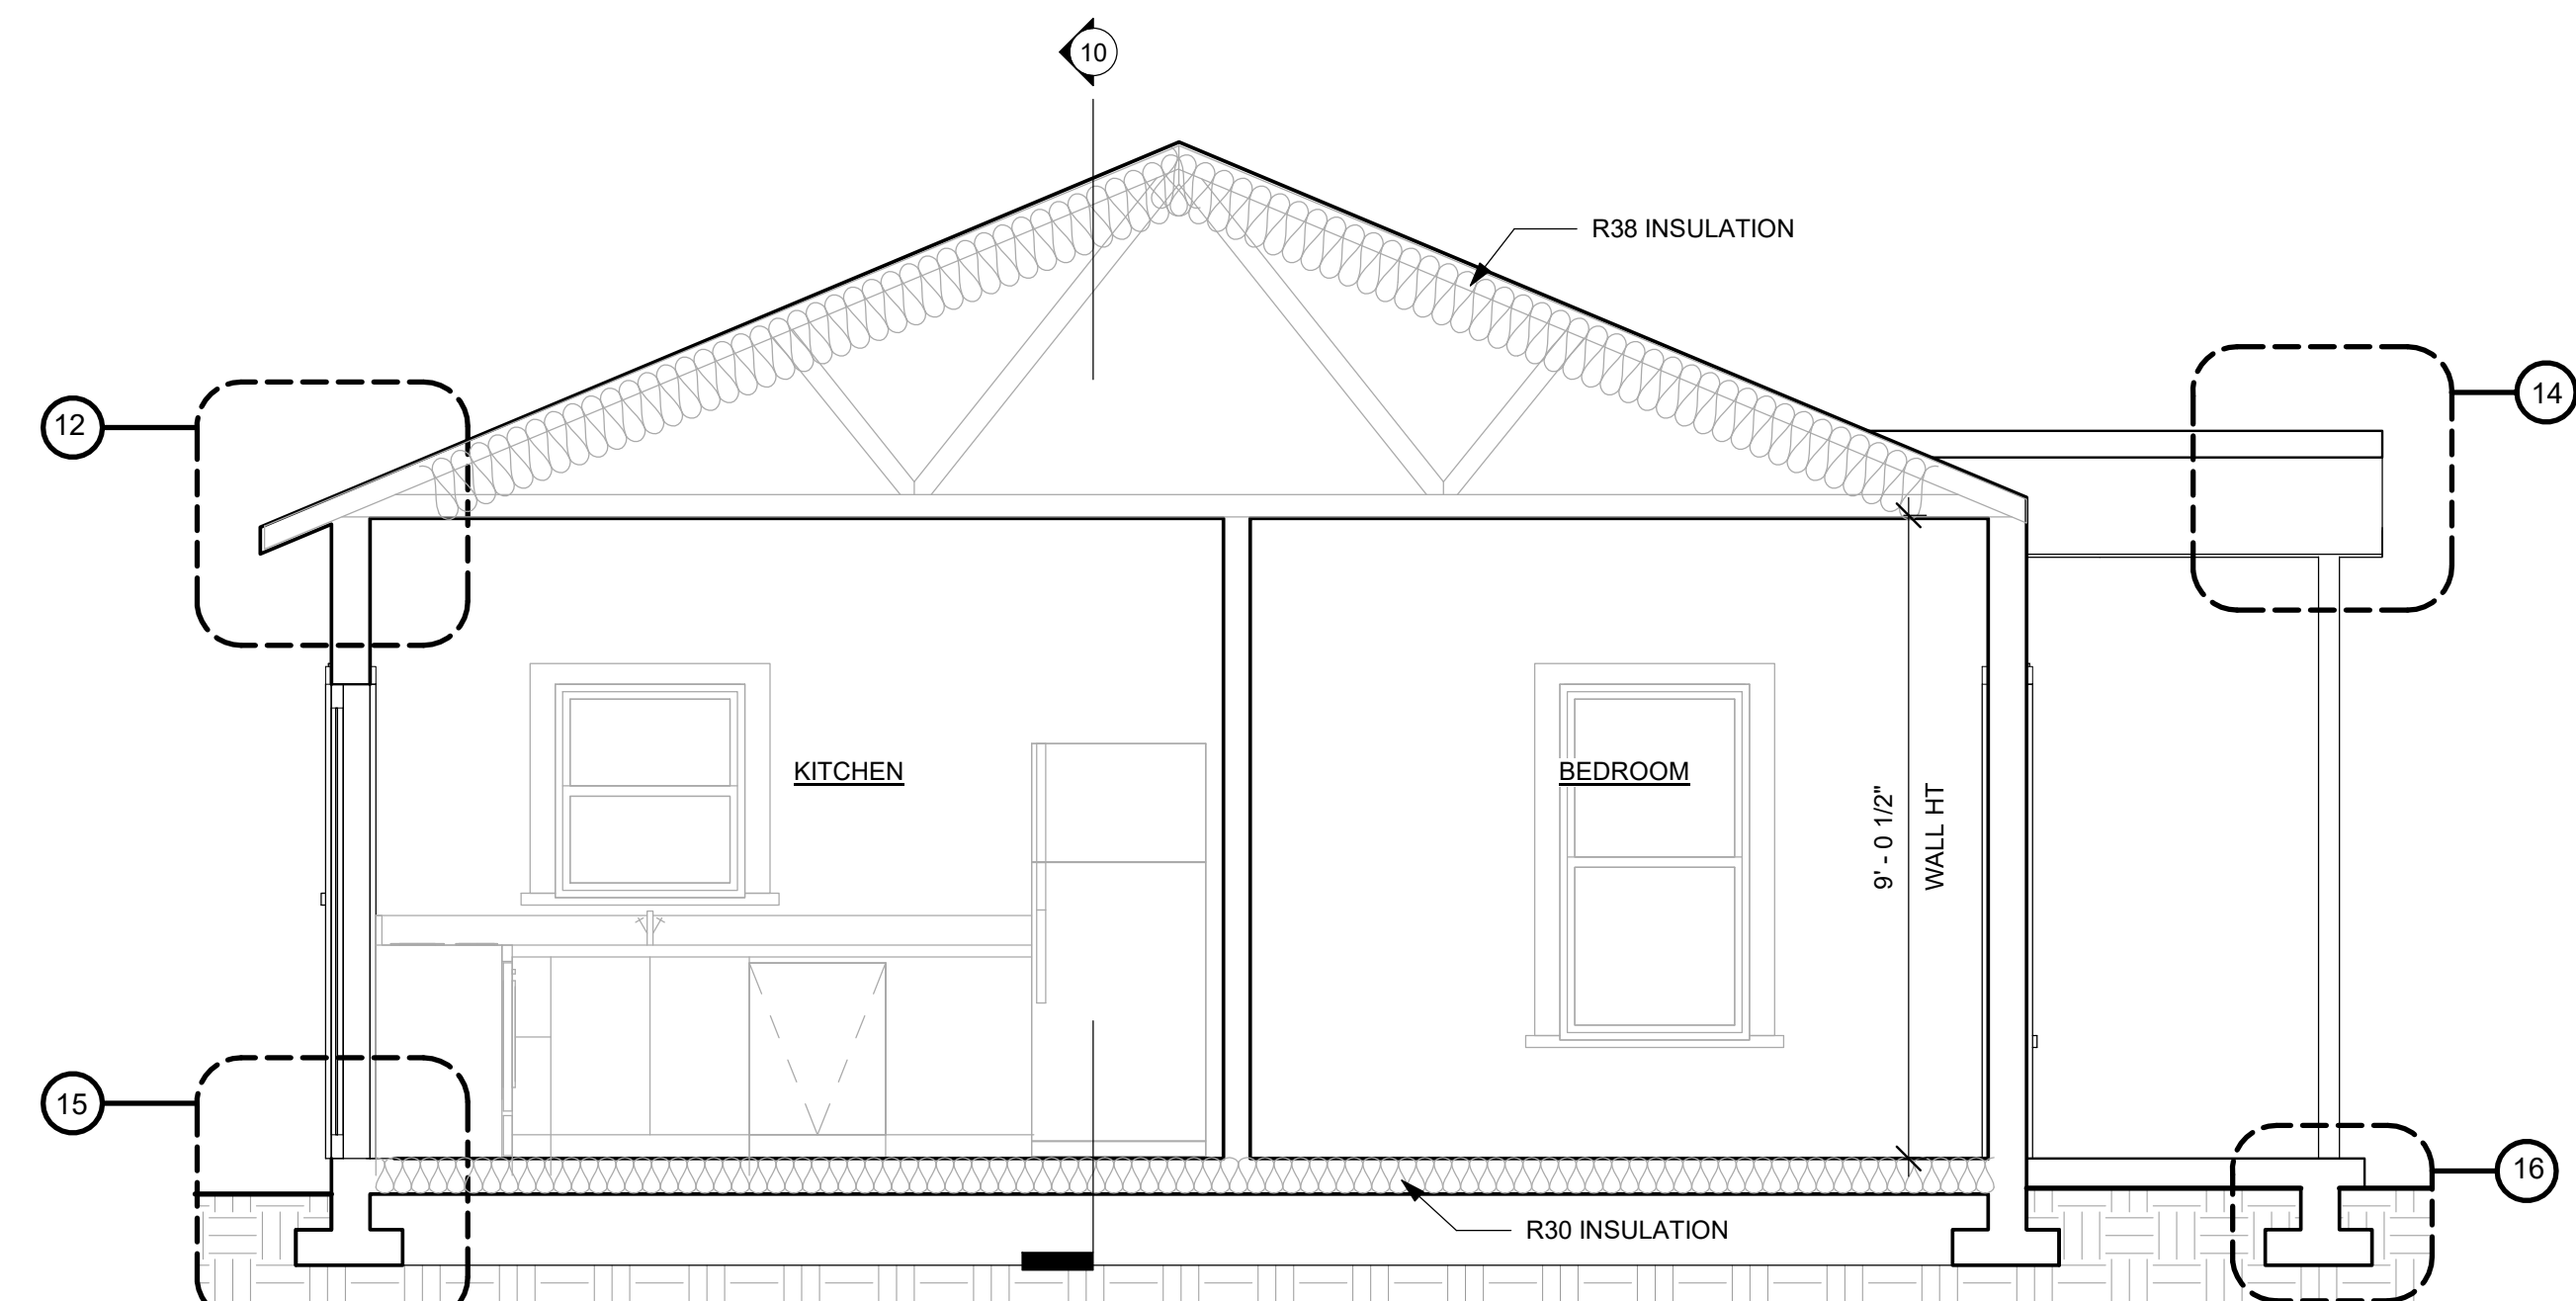 10
R38 INSULATION
12
14
KITCHEN
BEDROOM
9' - 0 1/2"
WALL HT
15
16
R30 INSULATION